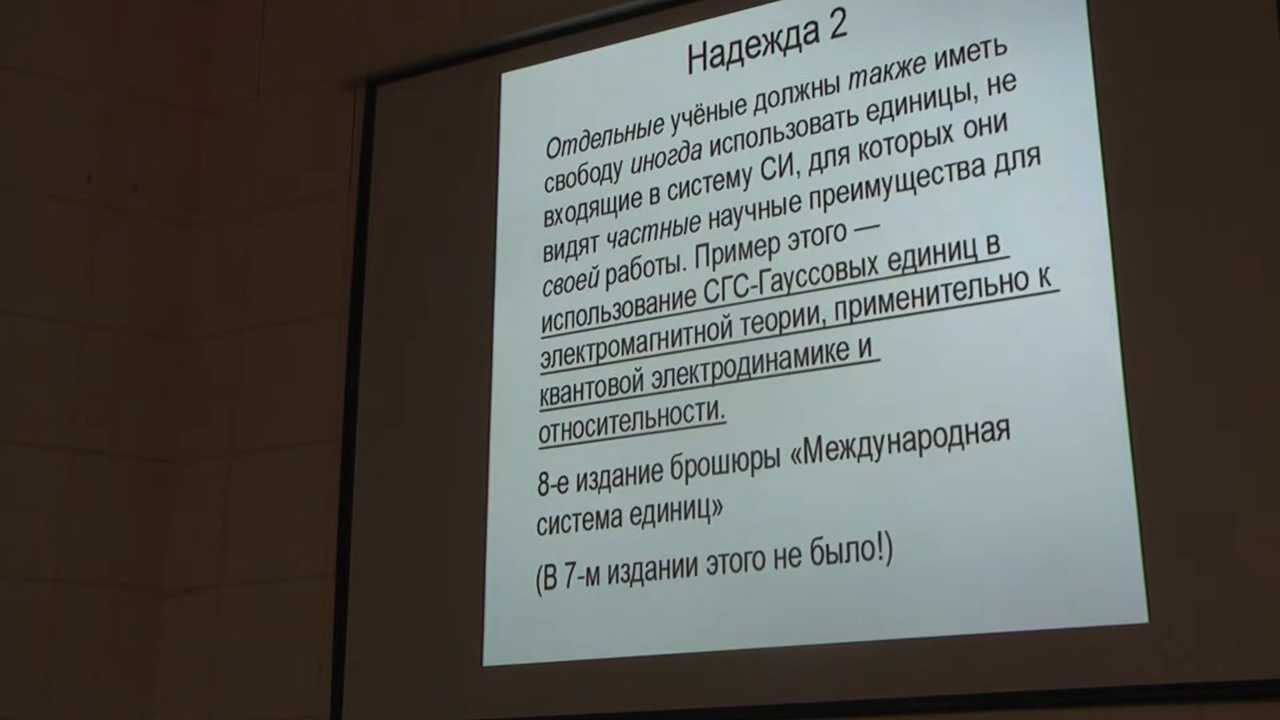 Надежда 2
Отдельные учёные должны также иметь
свободу иногда использовать единицы, не
входящие в систему СИ, для которых они
видят частные научные преимущества для
своей работы. Пример этого —
использование СГС-Гауссовых единиц в
электромагнитной теории, применительно к
квантовой электродинамике и
относительности.
8-е издание брошюры «Международная
система единиц»
(В 7-м издании этого не было!)